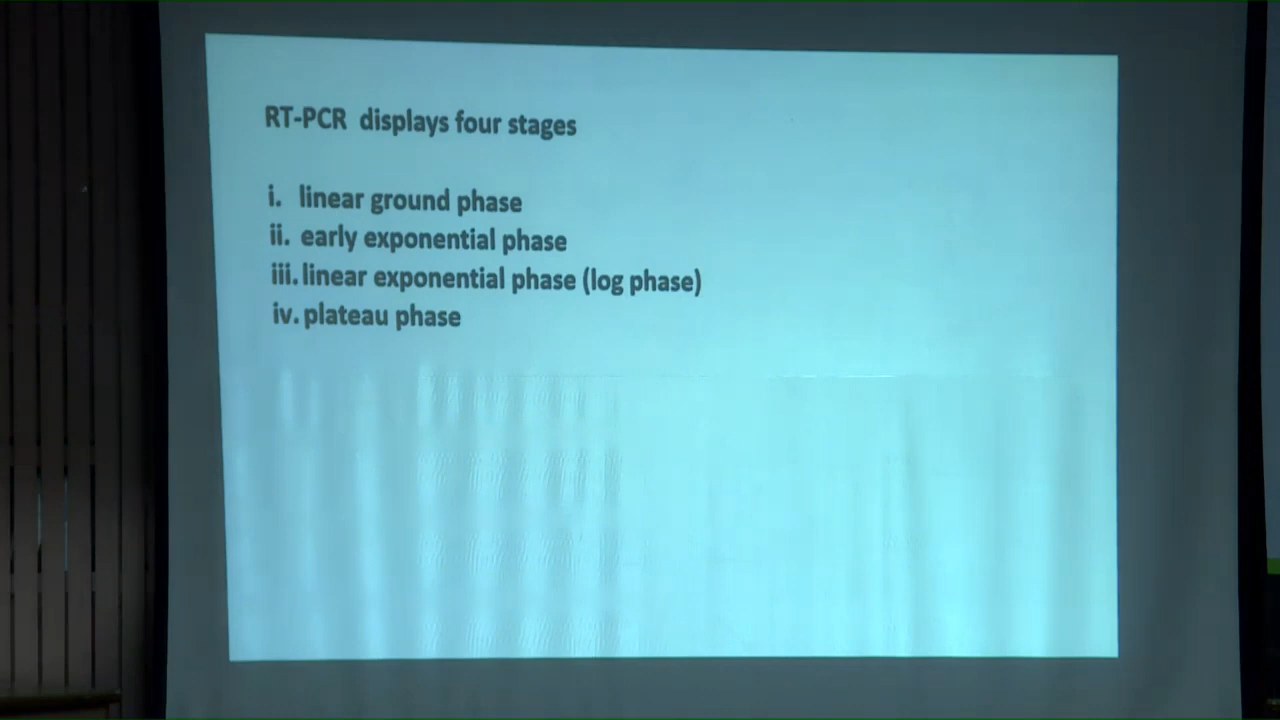 RT-PCR displays four stages
i. linear ground phase
ii. early exponential phase
iii. linear exponential phase (log phase)
iv. plateau phase